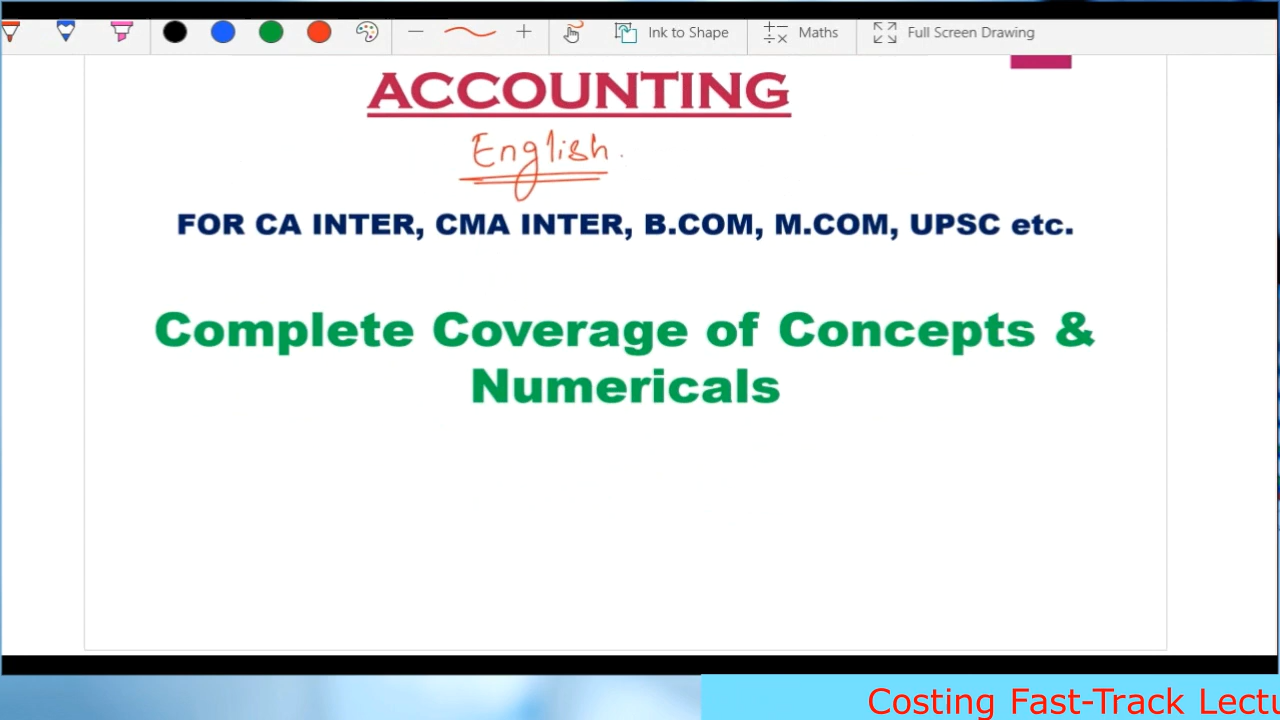 Ink to Shape Maths Full Screen Drawing
ACCOUNTING
English.
FOR CA INTER, CMA INTER, B.COM, M.COM, UPSC etc.
Complete Coverage of Concepts &
Numericals
Costing Fast-Track Lectu